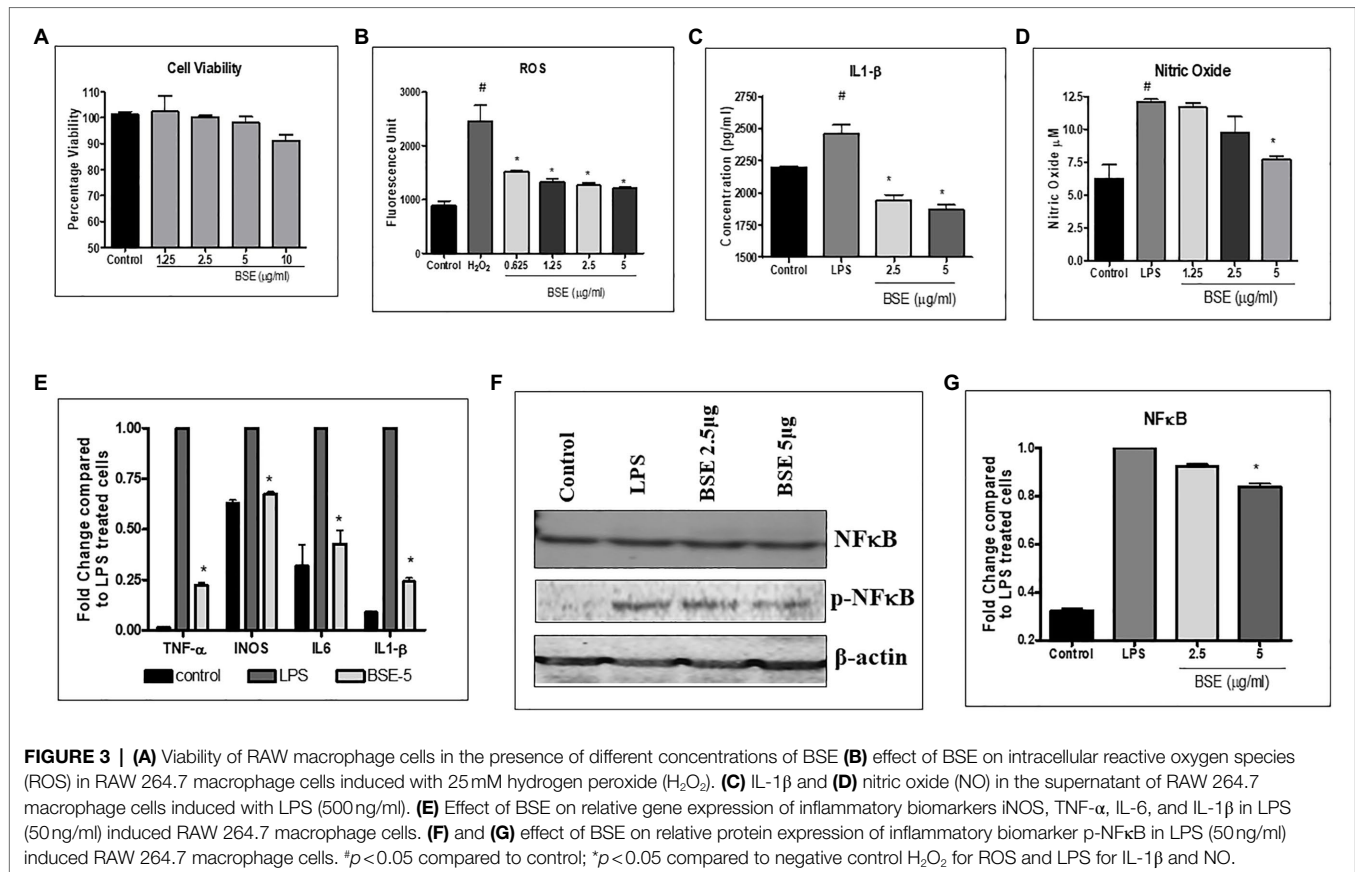 A
Cell Viability
Percentage Viability
110
100
90
80
70
60
50
Control 1.25 2.5 5 10
BSE (μg/ml)
B
ROS
#
Fluorescence Unit
3000
2000
1000
0
* * * *
Control H₂O₂ 0.625 1.25 2.5 5
BSE (μg/ml)
C
IL1-β
#
Concentration (pg/ml)
2750
2500
2250
2000
1750
1500
* *
Control LPS 2.5 5
BSE (μg/ml)
D
Nitric Oxide
#
Nitric Oxide μM
12.5
10.0
7.5
5.0
2.5
0.0
*
Control LPS 1.25 2.5 5
BSE (μg/ml)
E
Fold Change compared
to LPS treated cells
1.00
0.75
0.50
0.25
0.00
* * * *
TNF-α INOS IL6 IL1-β
control LPS BSE-5
F
Control
LPS
BSE 2.5μg
BSE 5μg
NFκB
p-NFκB
β-actin
G
NFκB
Fold Change compared
to LPS treated cells
1.0
0.8
0.6
0.4
0.2
*
Control LPS 2.5 5
BSE (μg/ml)
FIGURE 3 | (A) Viability of RAW macrophage cells in the presence of different concentrations of BSE (B) effect of BSE on intracellular reactive oxygen species
(ROS) in RAW 264.7 macrophage cells induced with 25 mM hydrogen peroxide (H₂O₂). (C) IL-1β and (D) nitric oxide (NO) in the supernatant of RAW 264.7
macrophage cells induced with LPS (500 ng/ml). (E) Effect of BSE on relative gene expression of inflammatory biomarkers iNOS, TNF-α, IL-6, and IL-1β in LPS
(50 ng/ml) induced RAW 264.7 macrophage cells. (F) and (G) effect of BSE on relative protein expression of inflammatory biomarker p-NFκB in LPS (50 ng/ml)
induced RAW 264.7 macrophage cells. #p < 0.05 compared to control; *p < 0.05 compared to negative control H₂O₂ for ROS and LPS for IL-1β and NO.